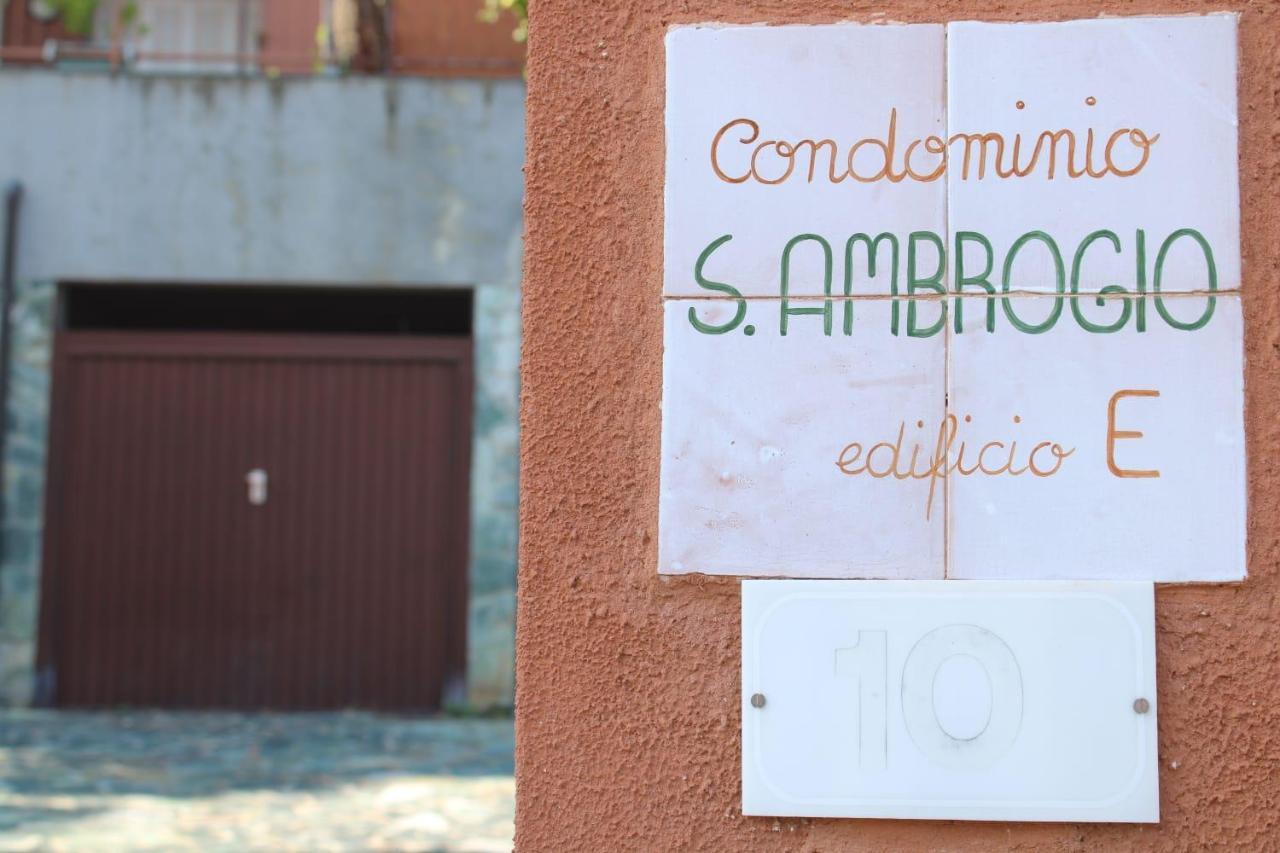 Condominio
S. AMBROGIO
edificio E
10